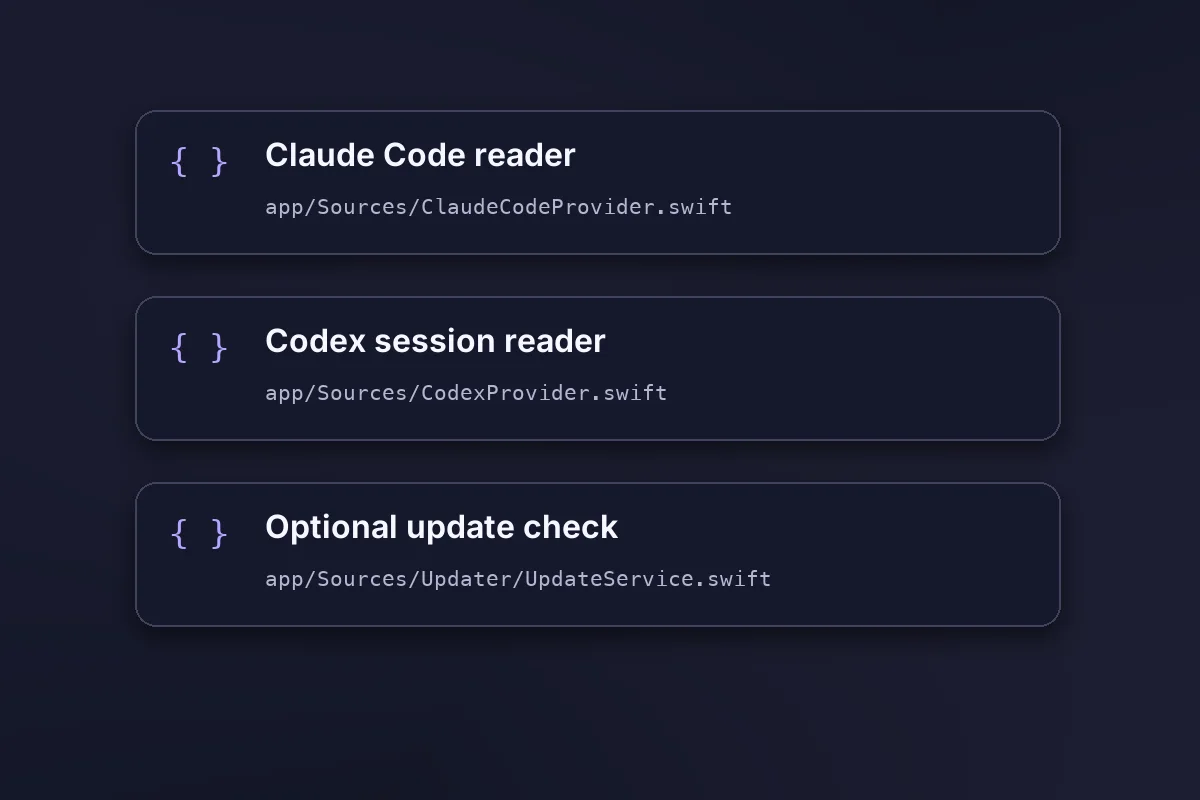 { } Claude Code reader
app/Sources/ClaudeCodeProvider.swift
{ } Codex session reader
app/Sources/CodexProvider.swift
{ } Optional update check
app/Sources/Updater/UpdateService.swift